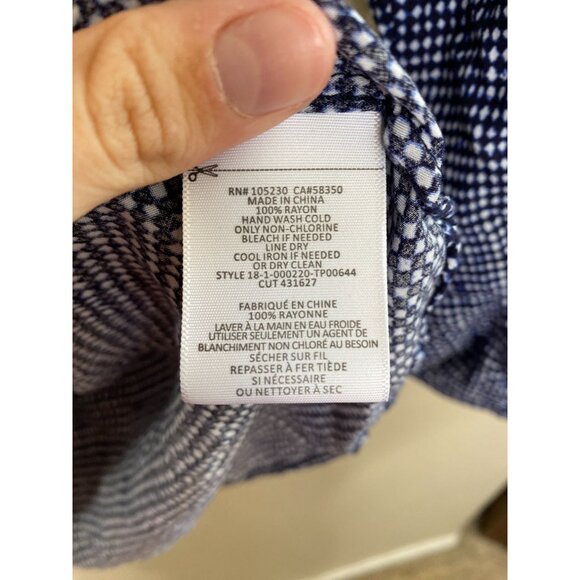 RN# 105230 CA#58350
MADE IN CHINA
100% RAYON
HAND WASH COLD
ONLY NON-CHLORINE
BLEACH IF NEEDED
LINE DRY
COOL IRON IF NEEDED
OR DRY CLEAN
STYLE 18-1-000220-TP00644
CUT 431627
FABRIQUÉ EN CHINE
100% RAYONNE
LAVER À LA MAIN EN EAU FROIDE
UTILISER SEULEMENT UN AGENT DE
BLANCHIMENT NON CHLORÉ AU BESOIN
SÉCHER SUR FIL
REPASSER À FER TIÈDE
SI NÉCESSAIRE
OU NETTOYER À SEC